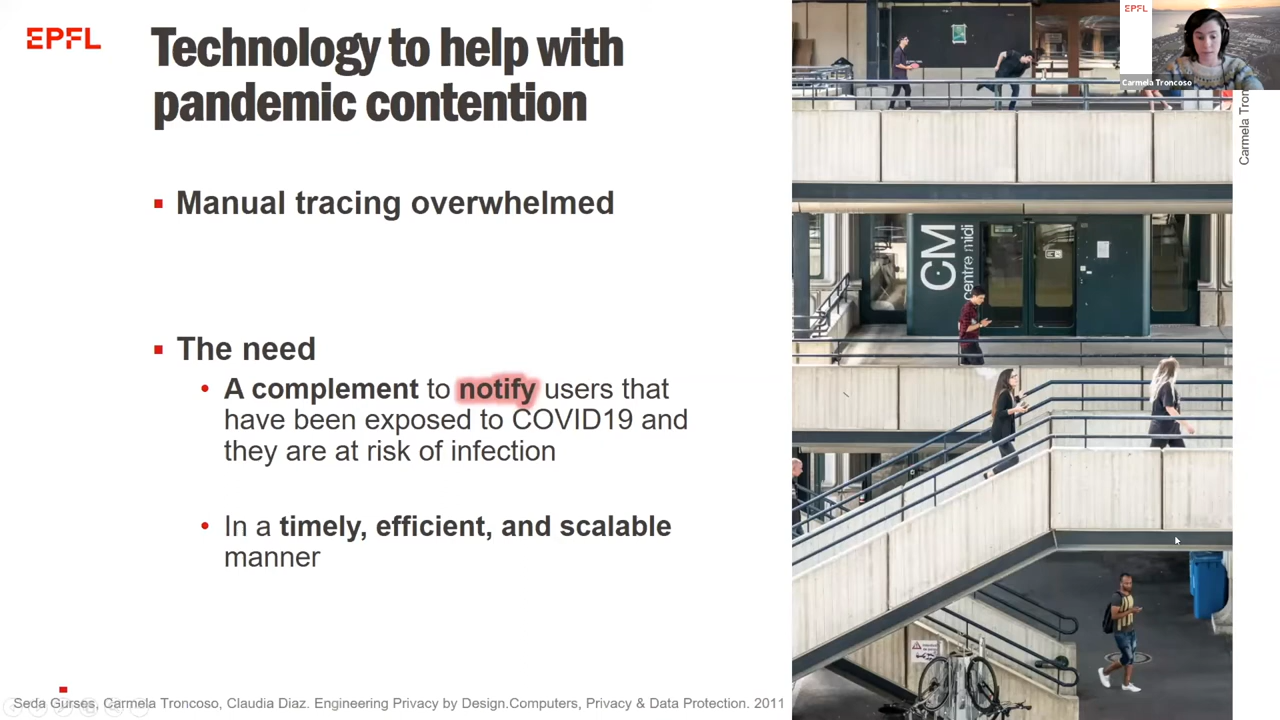 EPFL
Technology to help with
pandemic contention
Manual tracing overwhelmed
The need
A complement to notify users that
have been exposed to COVID19 and
they are at risk of infection
In a timely, efficient, and scalable
manner
Seda Gurses, Carmela Troncoso, Claudia Diaz. Engineering Privacy by Design.Computers, Privacy & Data Protection. 2011
CM
centre midi
EPFL
Carmela Troncoso
Carmela Tron